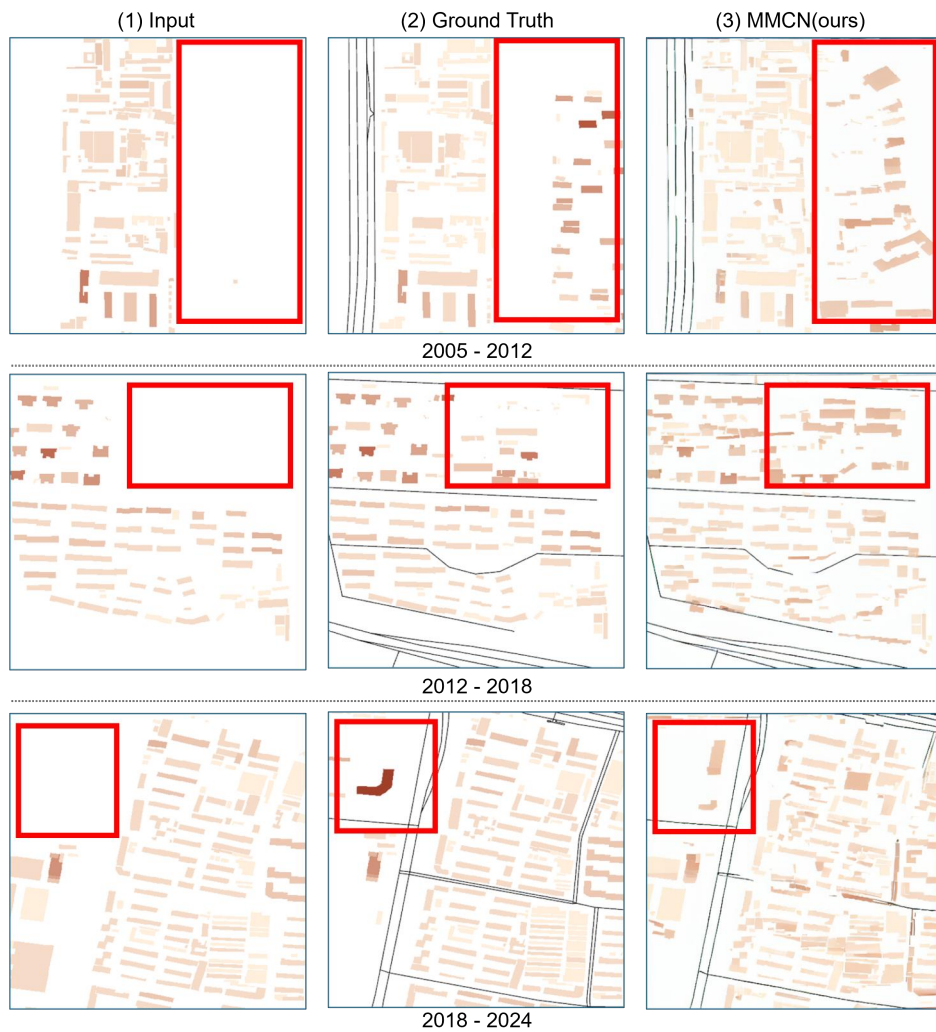 (1) Input
(2) Ground Truth
(3) MMCN(ours)
2005 - 2012
2012 - 2018
2018 - 2024